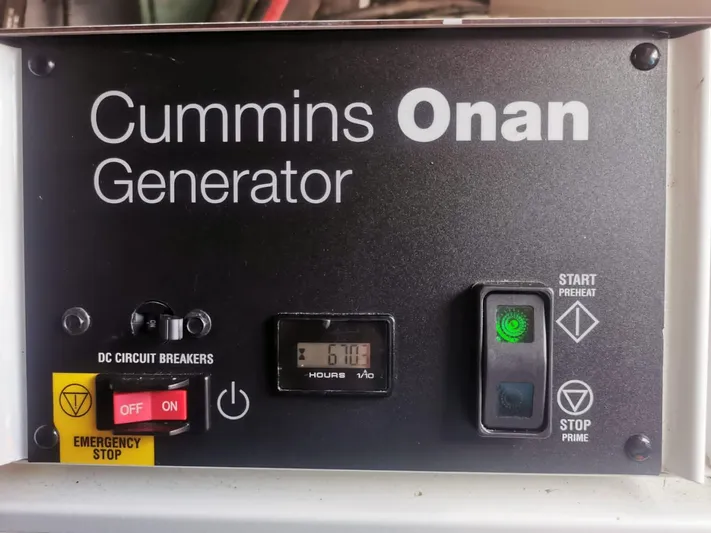 Cummins Onan
Generator
START
PREHEAT
DC CIRCUIT BREAKERS
HOURS 1/10
OFF ON
STOP
PRIME
EMERGENCY
STOP